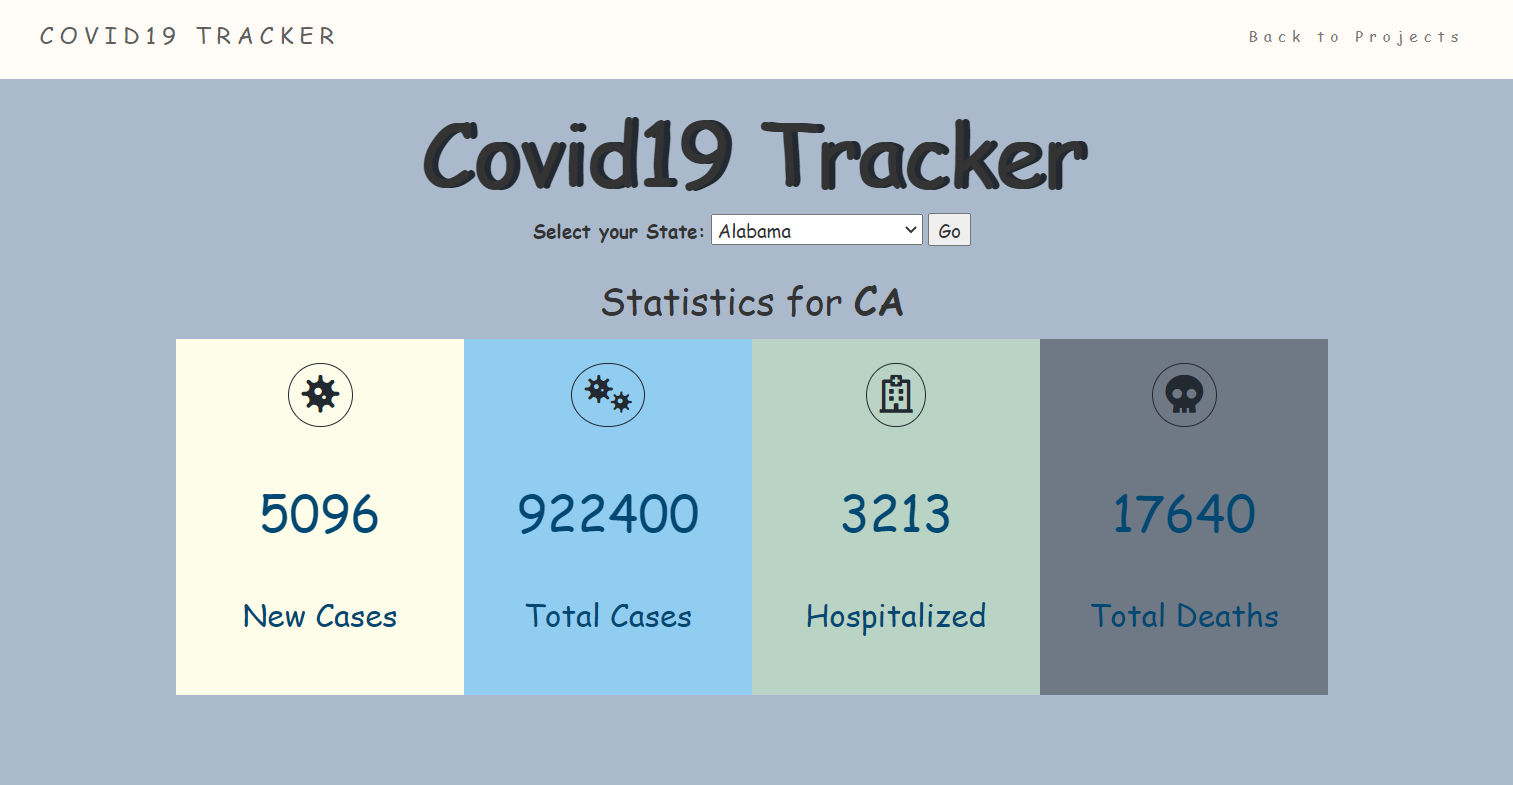 COVID19 TRACKER
Back to Projects
Covid19 Tracker
Select your State: Alabama Go
Statistics for CA
5096
922400
3213
17640
New Cases
Total Cases
Hospitalized
Total Deaths